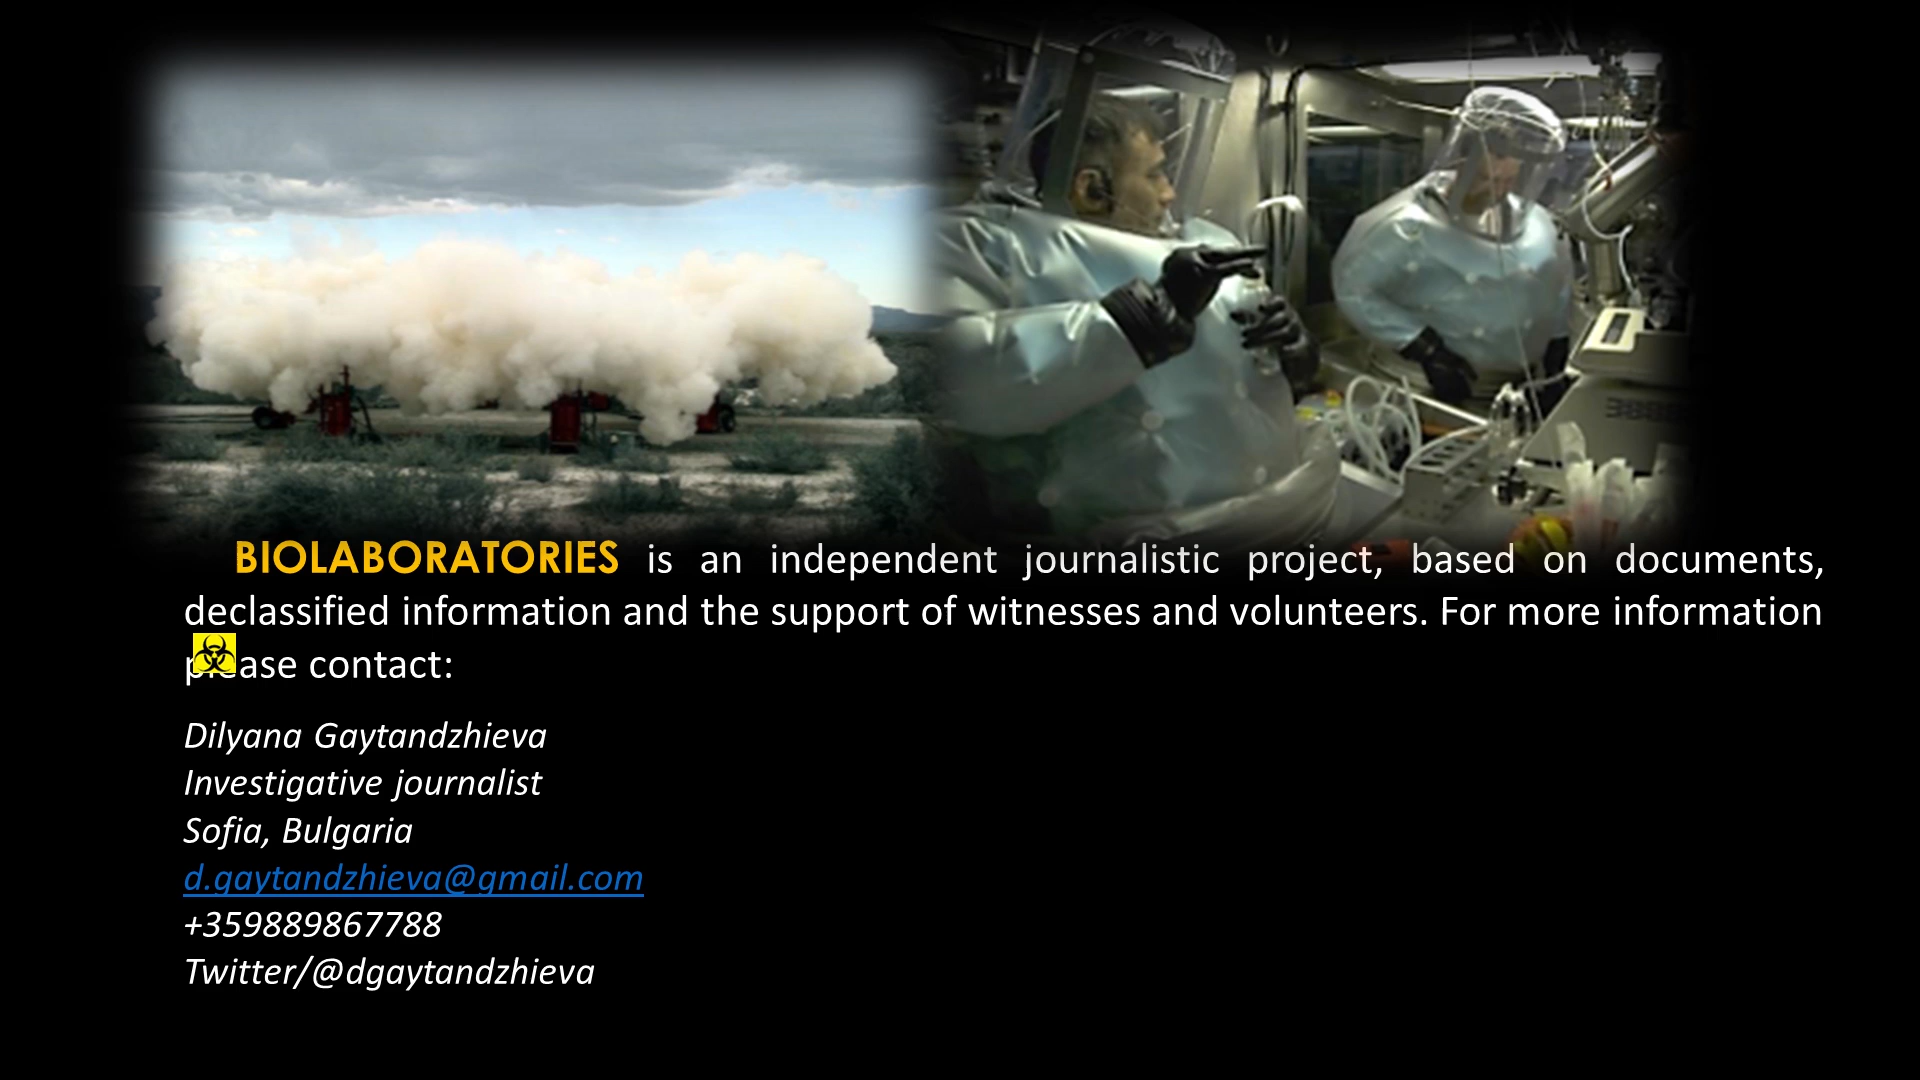 BIOLABORATORIES is an independent journalistic project, based on documents,
declassified information and the support of witnesses and volunteers. For more information
please contact:
Dilyana Gaytandzhieva
Investigative journalist
Sofia, Bulgaria
d.gaytandzhieva@gmail.com
+359889867788
Twitter/@dgaytandzhieva